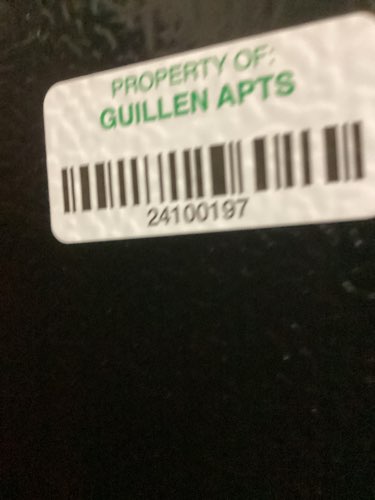 PROPERTY OF:
GUILLEN APTS
24100197